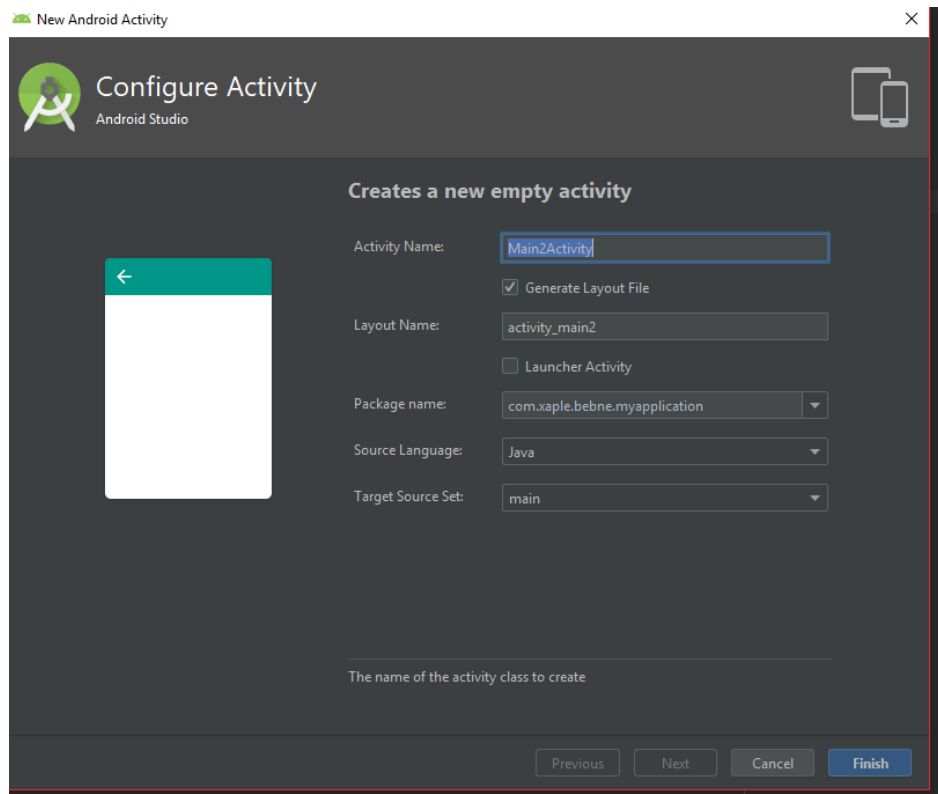 New Android Activity
Configure Activity
Android Studio
Creates a new empty activity
Activity Name:
Main2Activity
Generate Layout File
Layout Name:
activity_main2
Launcher Activity
Package name:
com.xaple.bebne.myapplication
Source Language:
Java
Target Source Set:
main
The name of the activity class to create
Previous
Next
Cancel
Finish